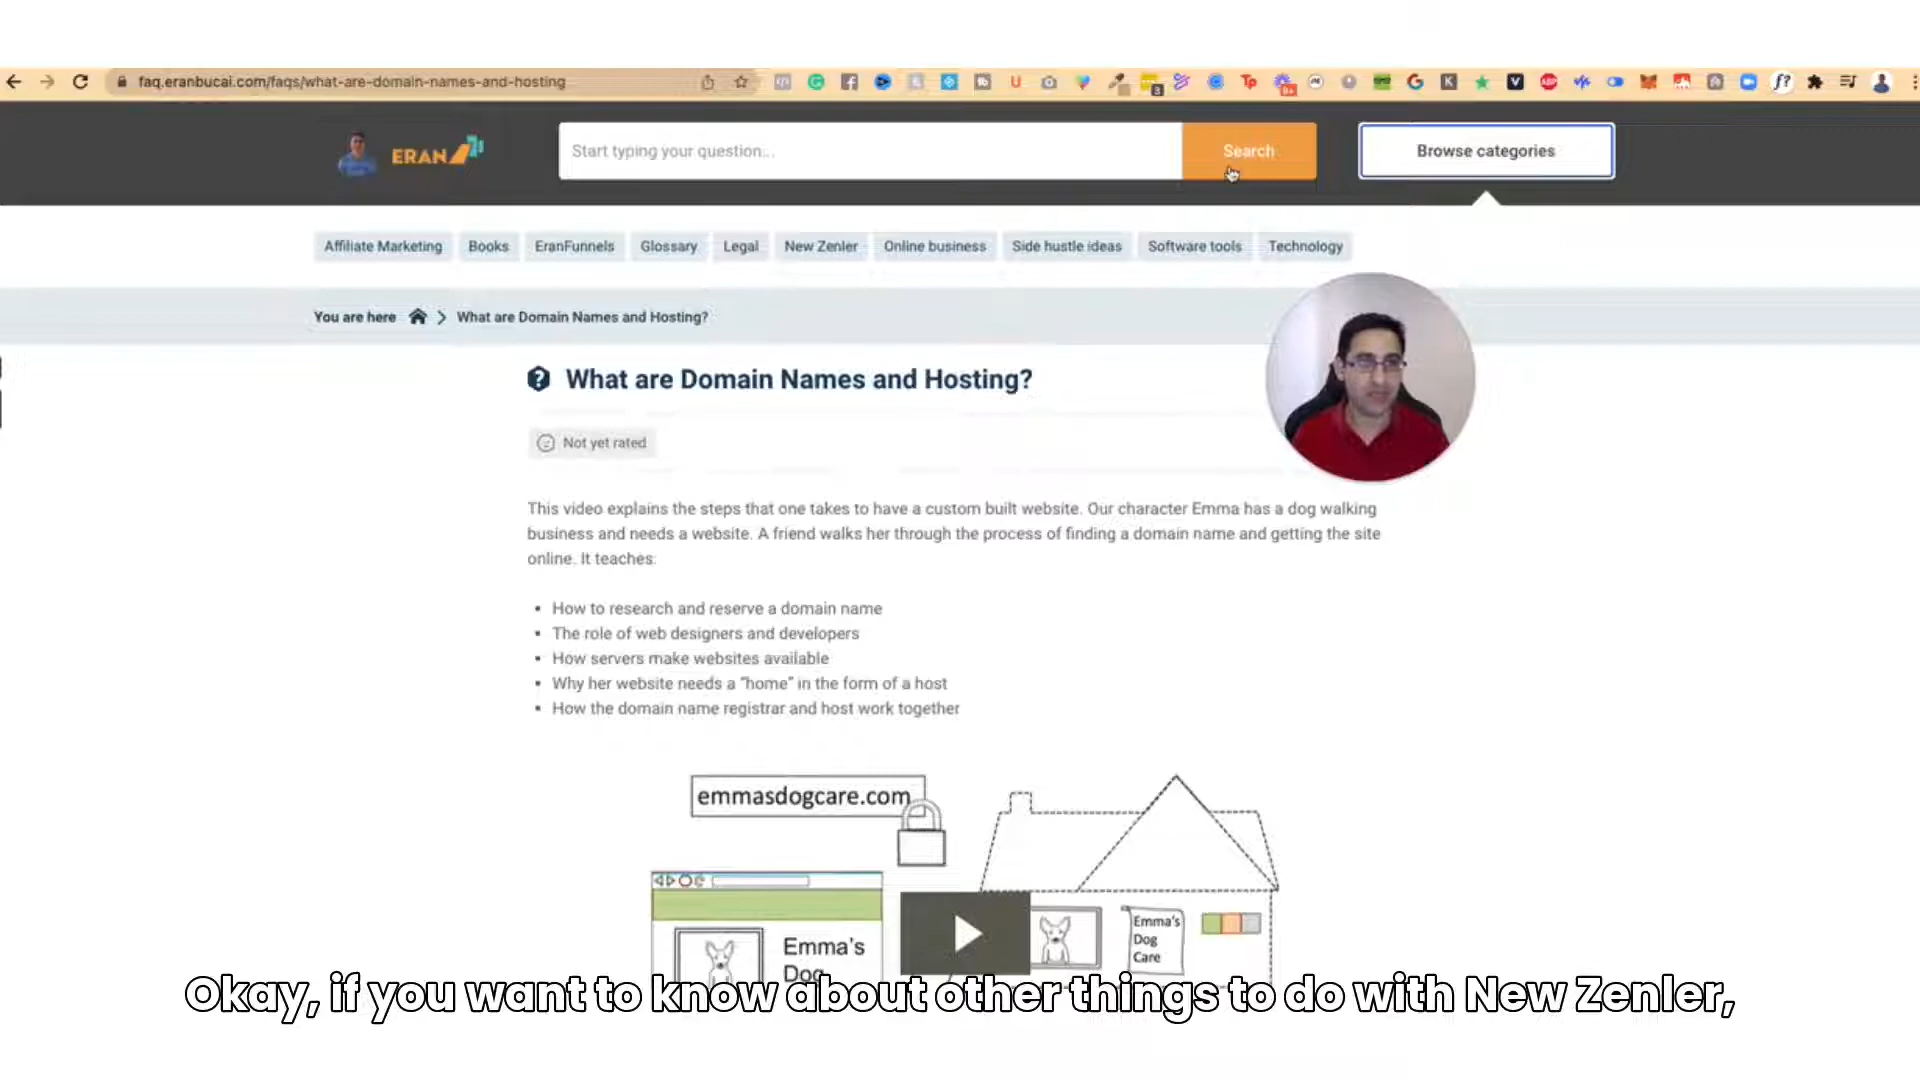 faq.eranbucai.com/faqs/what-are-domain-names-and-hosting
ERAN
Start typing your question...
Search
Browse categories
Affiliate Marketing
Books
EranFunnels
Glossary
Legal
New Zenler
Online business
Side hustle ideas
Software tools
Technology
You are here
What are Domain Names and Hosting?
What are Domain Names and Hosting?
Not yet rated
This video explains the steps that one takes to have a custom built website. Our character Emma has a dog walking
business and needs a website. A friend walks her through the process of finding a domain name and getting the site
online. It teaches:
• How to research and reserve a domain name
• The role of web designers and developers
• How servers make websites available
• Why her website needs a “home” in the form of a host
• How the domain name registrar and host work together
emmasdogcare.com
Emma's
Dog
Emma's
Dog
Care
Okay, if you want to know about other things to do with New Zenler,